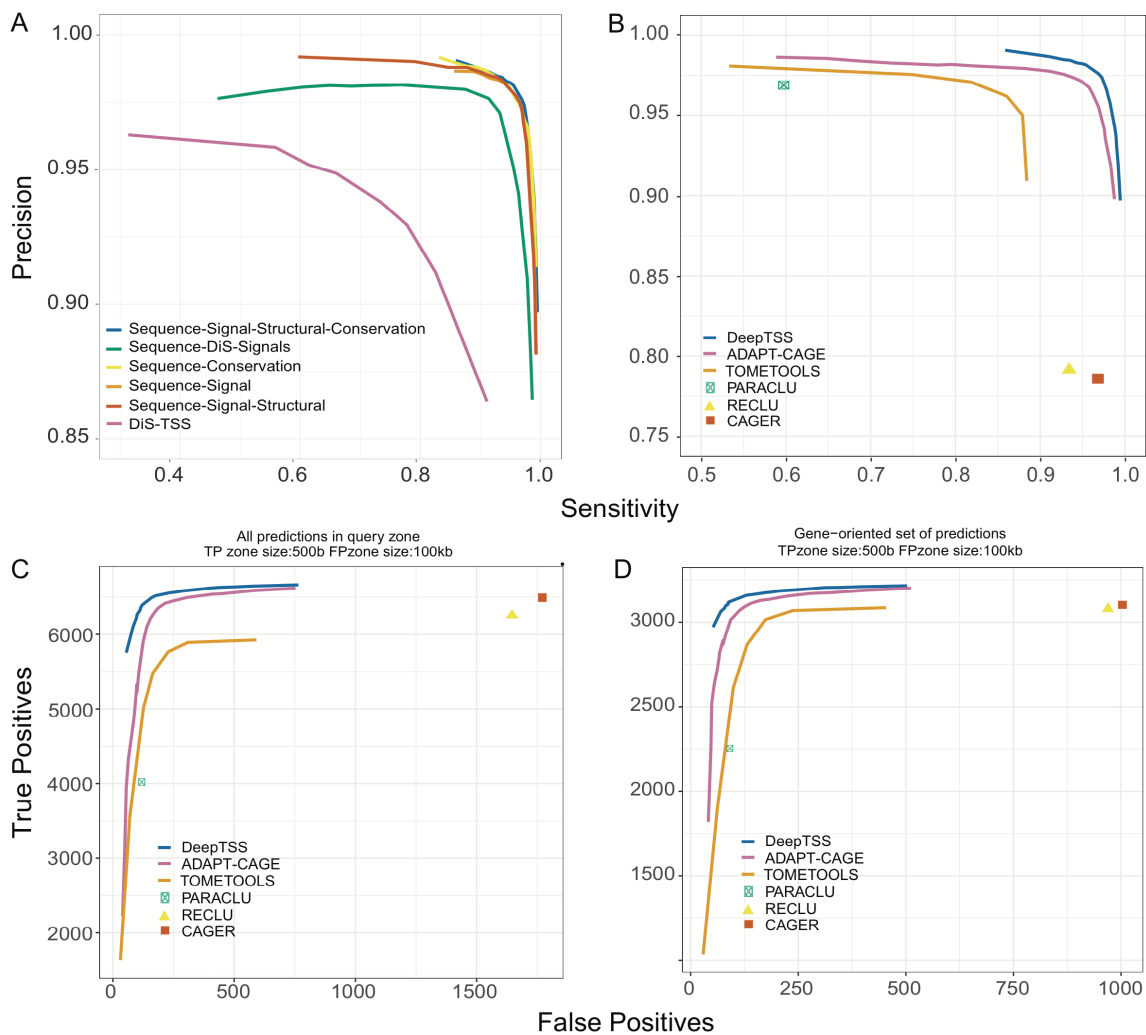 A
1.00
0.95
0.90
0.85
Precision
Sequence-Signal-Structural-Conservation
Sequence-DiS-Signals
Sequence-Conservation
Sequence-Signal
Sequence-Signal-Structural
DiS-TSS
0.4 0.6 0.8 1.0
B
1.00
0.95
0.90
0.85
0.80
0.75
DeepTSS
ADAPT-CAGE
TOMETOOLS
PARACLU
RECLU
CAGER
0.5 0.6 0.7 0.8 0.9 1.0
Sensitivity
All predictions in query zone
TP zone size:500b FPzone size:100kb
C
6000
5000
4000
3000
2000
True Positives
DeepTSS
ADAPT-CAGE
TOMETOOLS
PARACLU
RECLU
CAGER
0 500 1000 1500
Gene-oriented set of predictions
TPzone size:500b FPzone size:100kb
D
3000
2500
2000
1500
DeepTSS
ADAPT-CAGE
TOMETOOLS
PARACLU
RECLU
CAGER
0 250 500 750 1000
False Positives